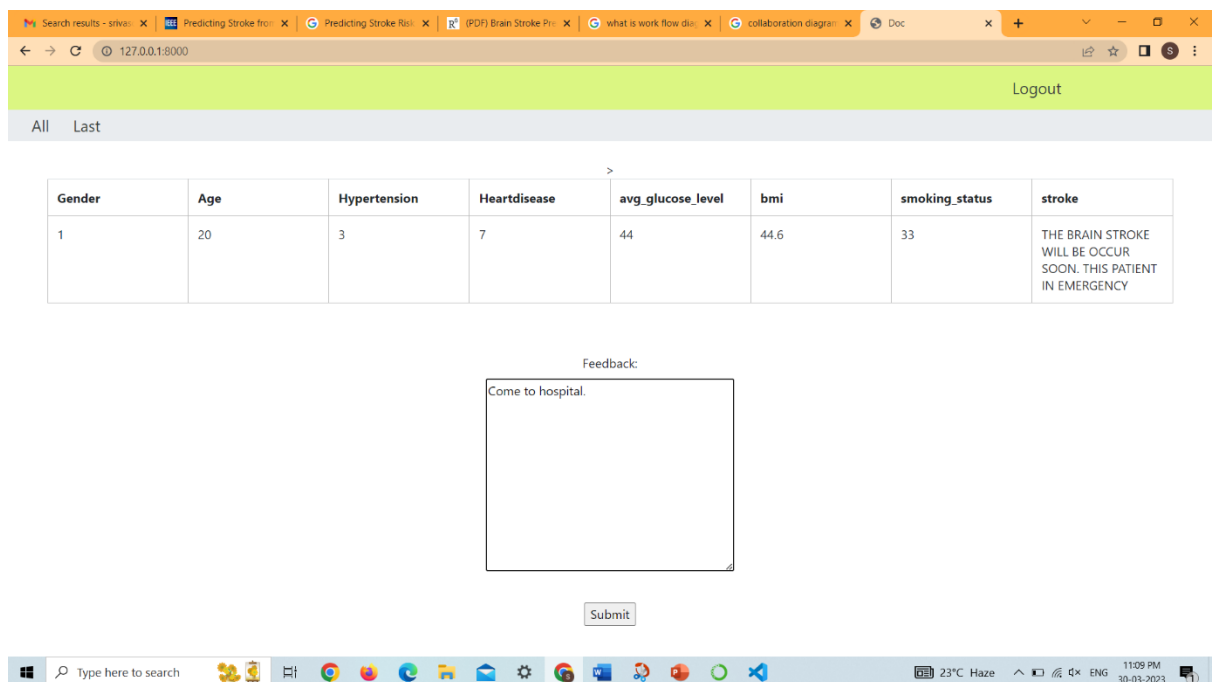 Search results - srivas
Predicting Stroke from
Predicting Stroke Risk
(PDF) Brain Stroke Pre
what is work flow diag
collaboration diagram
Doc
127.0.0.1:8000
Logout
All Last
>
Gender Age Hypertension Heartdisease avg_glucose_level bmi smoking_status stroke
1 20 3 7 44 44.6 33 THE BRAIN STROKE
WILL BE OCCUR
SOON. THIS PATIENT
IN EMERGENCY
Feedback:
Come to hospital.
Submit
Type here to search
23°C Haze
ENG
11:09 PM
30-03-2023